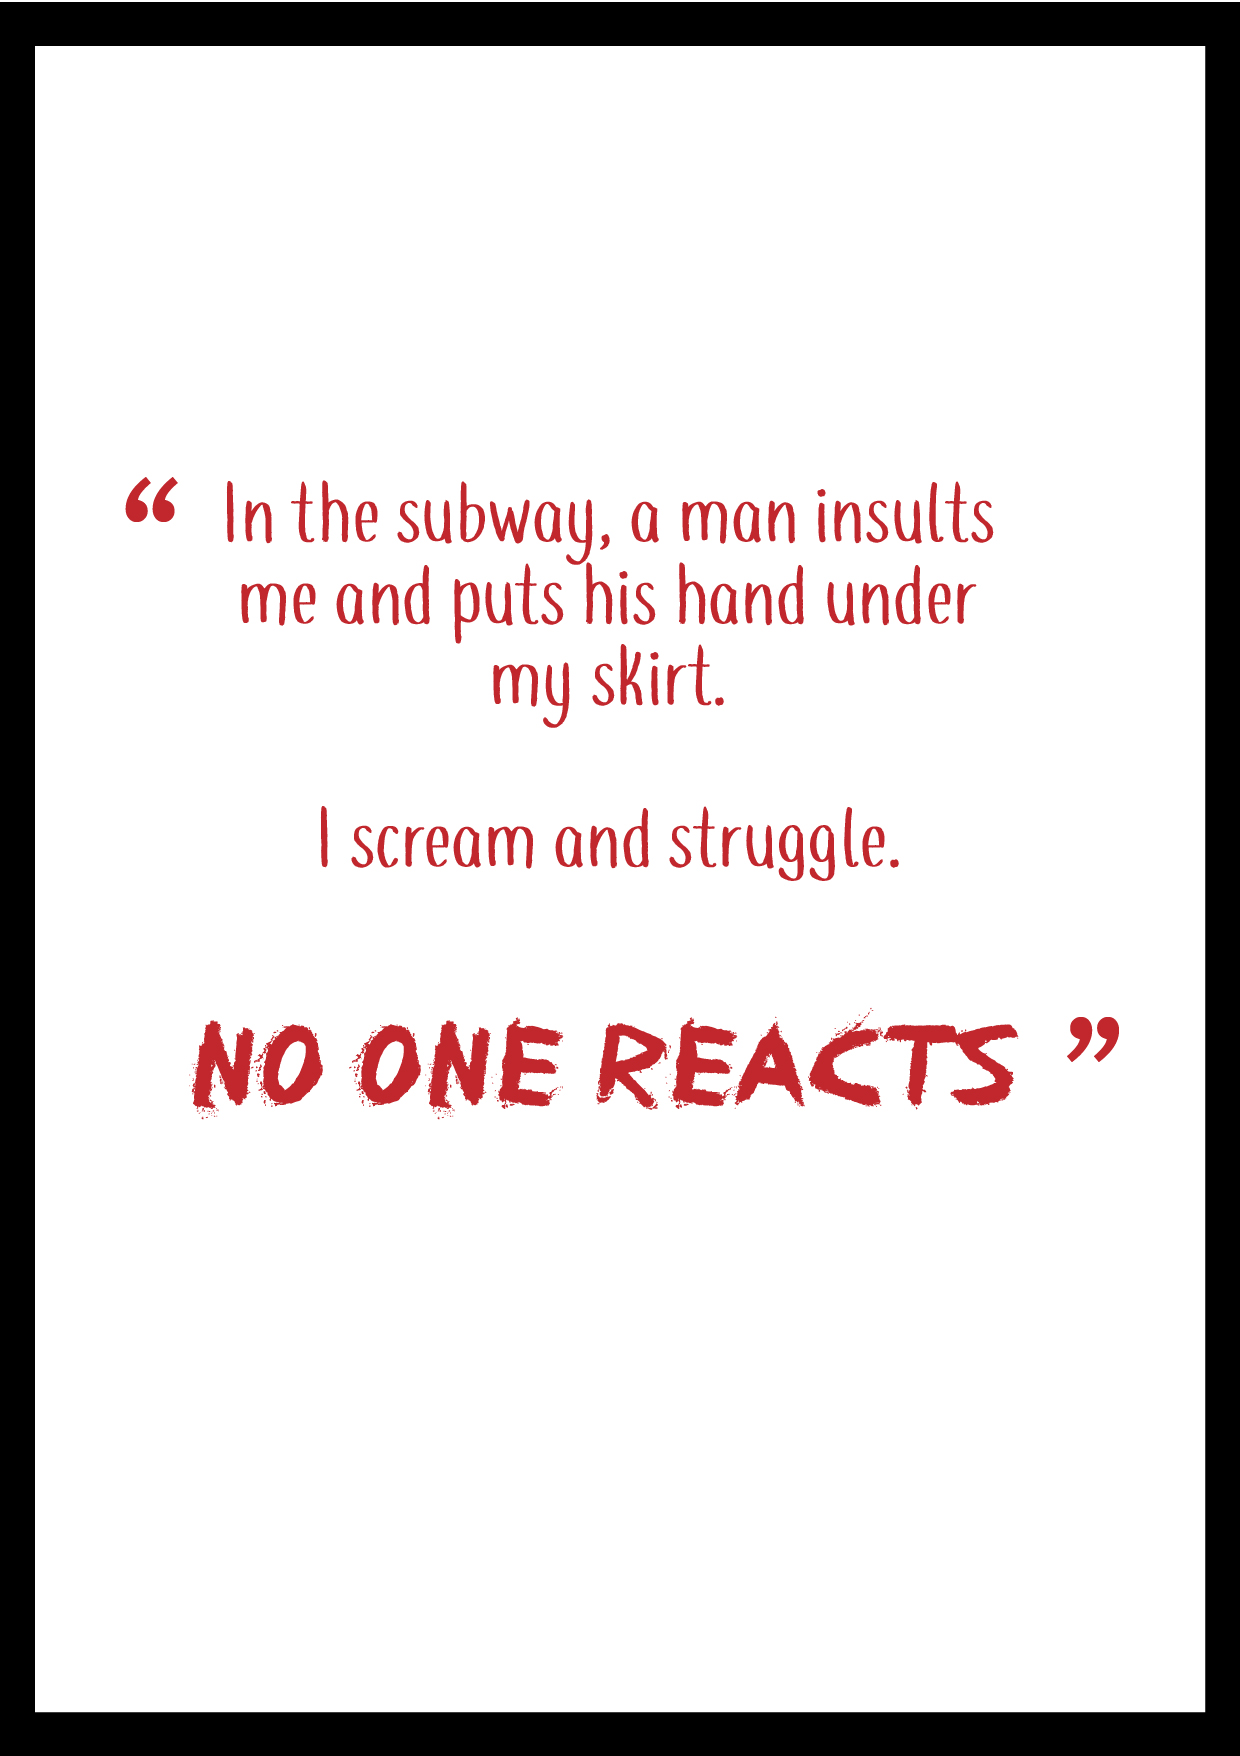 “ In the subway, a man insults
me and puts his hand under
my skirt.
I scream and struggle.
NO ONE REACTS ”